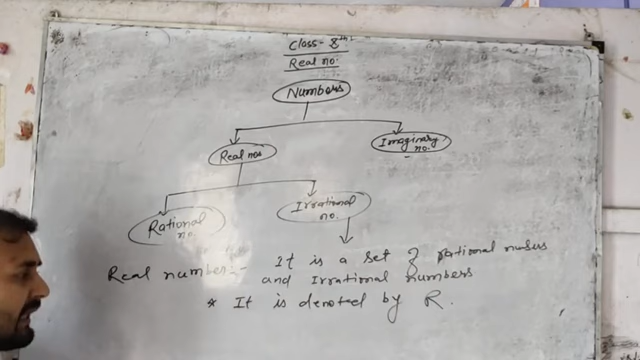 Class- 8th
Real no.
Numbers
Real nos
Imaginary
no.
Rational
no.
Irrational
no.
Real number:- It is a set of rational numbers
and Irrational numbers
* It is denoted by R.